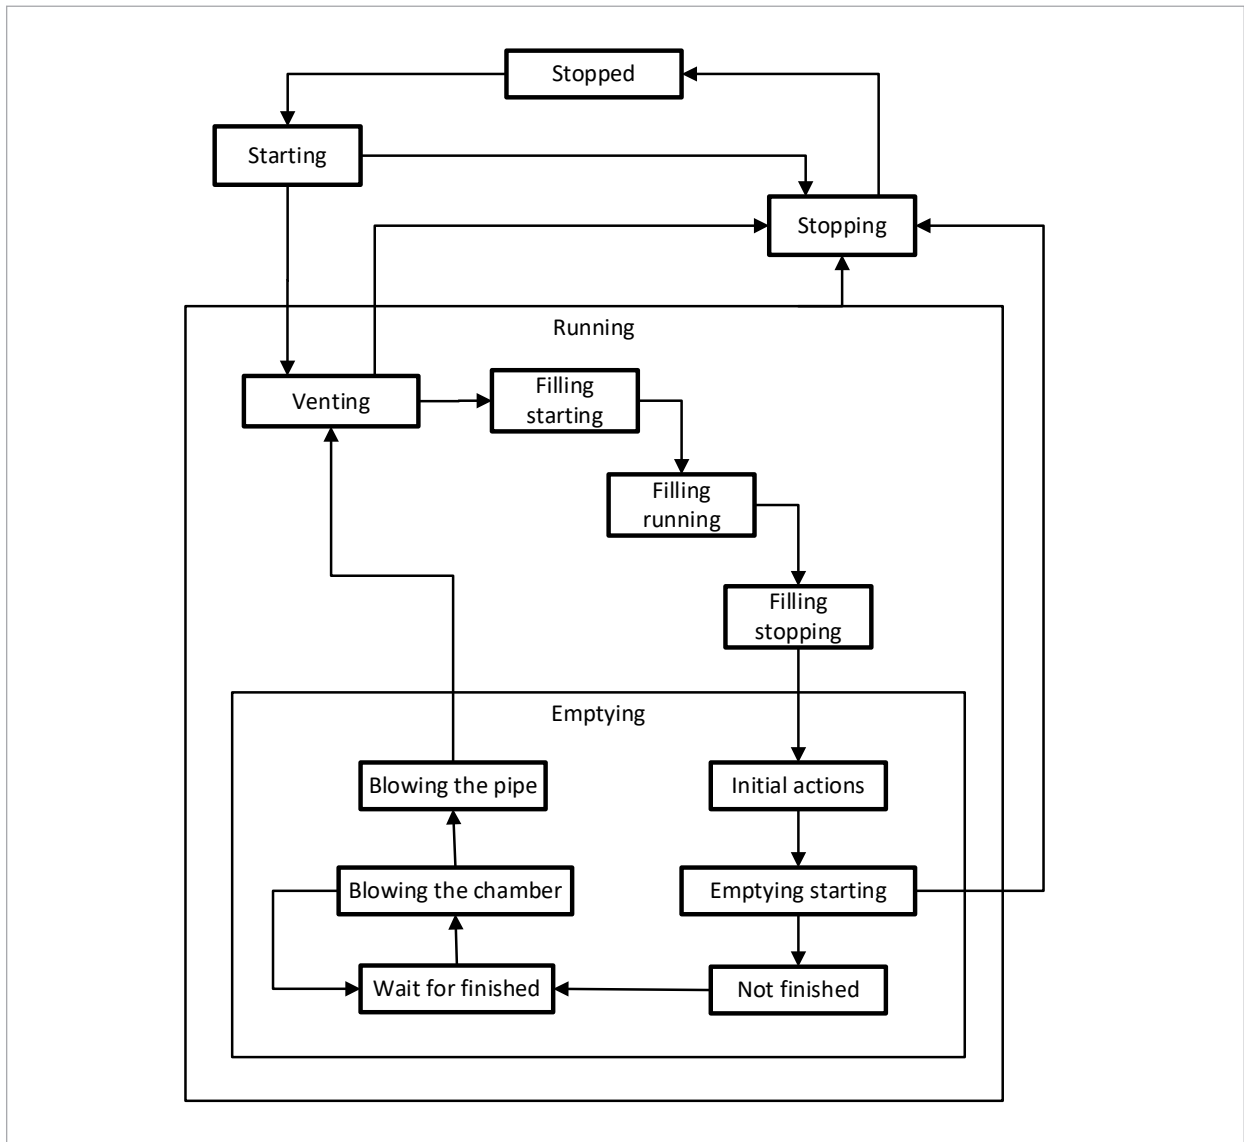 Stopped
Starting
Stopping
Running
Venting
Filling
starting
Filling
running
Filling
stopping
Emptying
Blowing the pipe
Initial actions
Blowing the chamber
Emptying starting
Wait for finished
Not finished